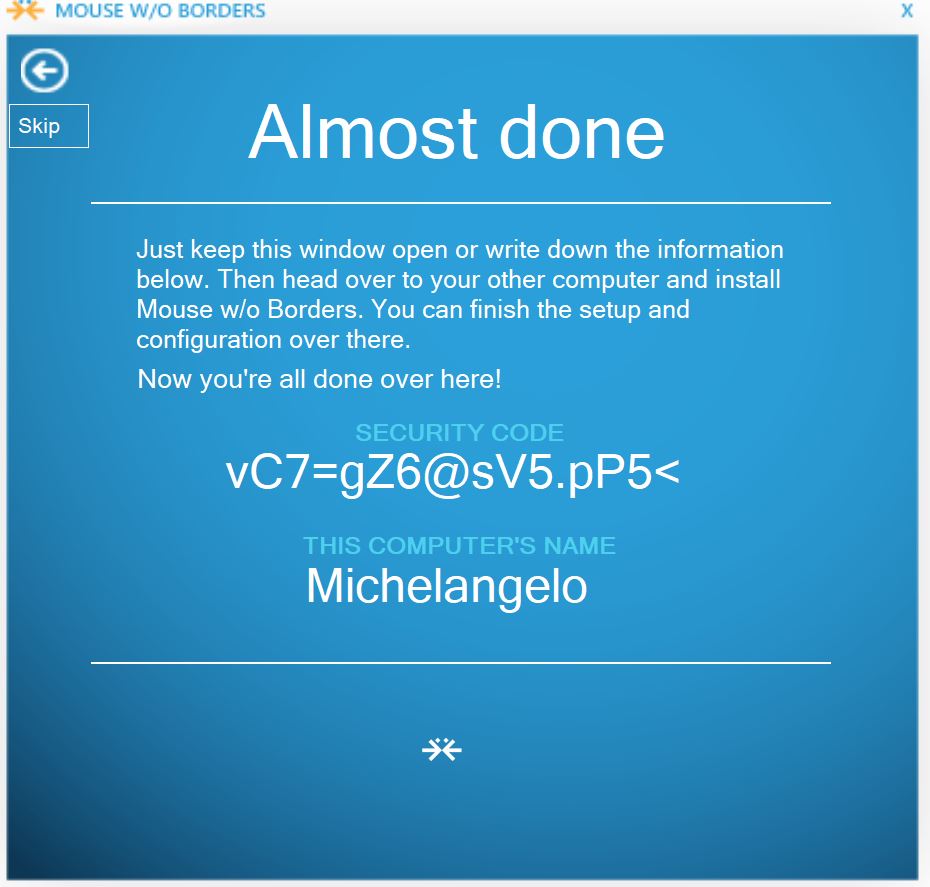 MOUSE W/O BORDERS
X
Skip
Almost done
Just keep this window open or write down the information
below. Then head over to your other computer and install
Mouse w/o Borders. You can finish the setup and
configuration over there.
Now you're all done over here!
SECURITY CODE
vC7=gZ6@sV5.pP5<
THIS COMPUTER'S NAME
Michelangelo